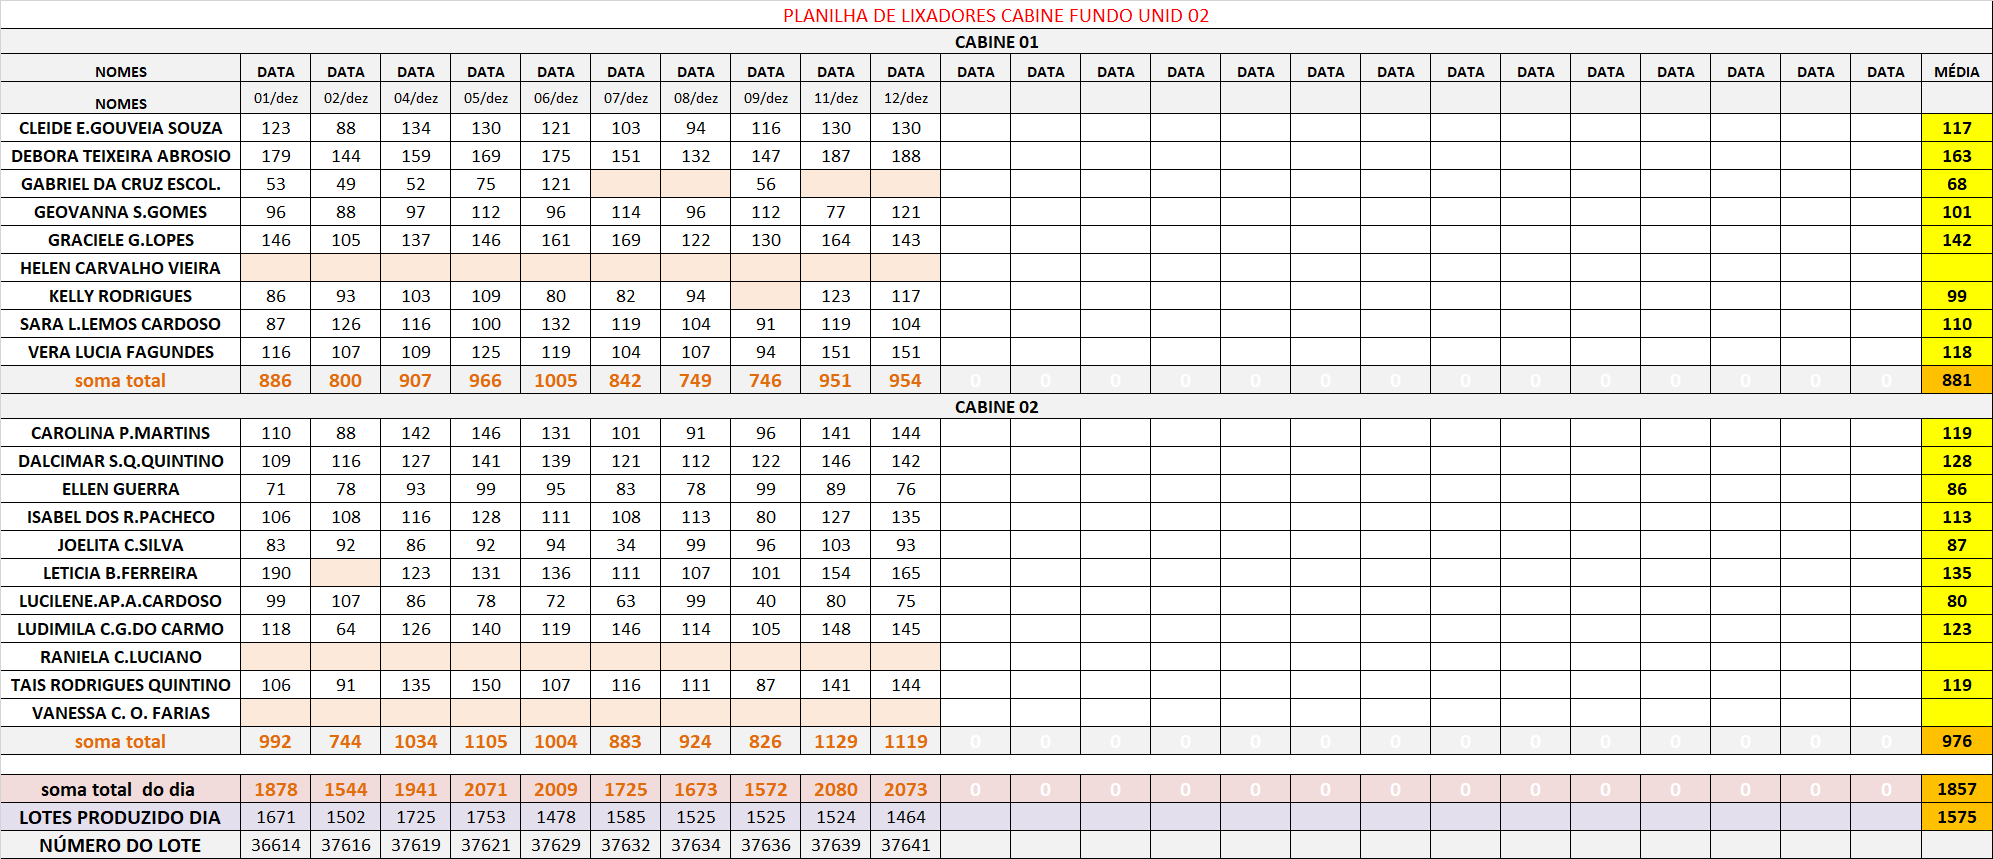 PLANILHA DE LIXADORES CABINE FUNDO UNID 02
CABINE 01
NOMES DATA DATA DATA DATA DATA DATA DATA DATA DATA DATA DATA DATA DATA DATA DATA DATA DATA DATA DATA DATA DATA DATA DATA DATA MÉDIA
NOMES 01/dez 02/dez 04/dez 05/dez 06/dez 07/dez 08/dez 09/dez 11/dez 12/dez
CLEIDE E.GOUVEIA SOUZA 123 88 134 130 121 103 94 116 130 130 117
DEBORA TEIXEIRA ABROSIO 179 144 159 169 175 151 132 147 187 188 163
GABRIEL DA CRUZ ESCOL. 53 49 52 75 121 56 68
GEOVANNA S.GOMES 96 88 97 112 96 114 96 112 77 121 101
GRACIELE G.LOPES 146 105 137 146 161 169 122 130 164 143 142
HELEN CARVALHO VIEIRA
KELLY RODRIGUES 86 93 103 109 80 82 94 123 117 99
SARA L.LEMOS CARDOSO 87 126 116 100 132 119 104 91 119 104 110
VERA LUCIA FAGUNDES 116 107 109 125 119 104 107 94 151 151 118
soma total 886 800 907 966 1005 842 749 746 951 954 0 0 0 0 0 0 0 0 0 0 0 0 0 0 881
CABINE 02
CAROLINA P.MARTINS 110 88 142 146 131 101 91 96 141 144 119
DALCIMAR S.Q.QUINTINO 109 116 127 141 139 121 112 122 146 142 128
ELLEN GUERRA 71 78 93 99 95 83 78 99 89 76 86
ISABEL DOS R.PACHECO 106 108 116 128 111 108 113 80 127 135 113
JOELITA C.SILVA 83 92 86 92 94 34 99 96 103 93 87
LETICIA B.FERREIRA 190 123 131 136 111 107 101 154 165 135
LUCILENE.AP.A.CARDOSO 99 107 86 78 72 63 99 40 80 75 80
LUDIMILA C.G.DO CARMO 118 64 126 140 119 146 114 105 148 145 123
RANIELA C.LUCIANO
TAIS RODRIGUES QUINTINO 106 91 135 150 107 116 111 87 141 144 119
VANESSA C. O. FARIAS
soma total 992 744 1034 1105 1004 883 924 826 1129 1119 0 0 0 0 0 0 0 0 0 0 0 0 0 0 976
soma total do dia 1878 1544 1941 2071 2009 1725 1673 1572 2080 2073 0 0 0 0 0 0 0 0 0 0 0 0 0 0 1857
LOTES PRODUZIDO DIA 1671 1502 1725 1753 1478 1585 1525 1525 1524 1464 1575
NÚMERO DO LOTE 36614 37616 37619 37621 37629 37632 37634 37636 37639 37641